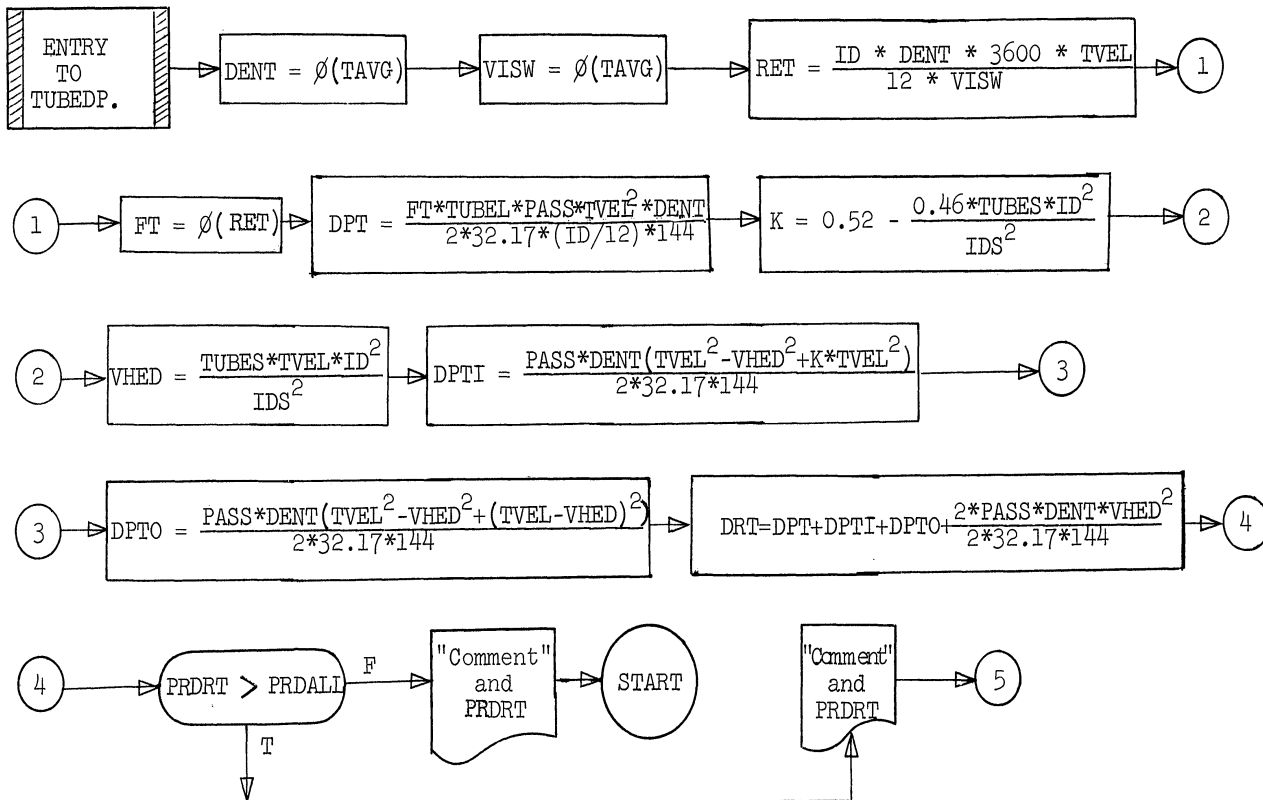 ENTRY
TO
TUBEDP.
DENT = Ø(TAVG)
VISW = Ø(TAVG)
RET = ID * DENT * 3600 * TVEL / 12 * VISW
1
1
FT = Ø(RET)
DPT = FT*TUBEL*PASS*TVEL²*DENT / 2*32.17*(ID/12)*144
K = 0.52 - 0.46*TUBES*ID² / IDS²
2
2
VHED = TUBES*TVEL*ID² / IDS²
DPTI = PASS*DENT(TVEL²-VHED²+K*TVEL²) / 2*32.17*144
3
3
DPTO = PASS*DENT(TVEL²-VHED²+(TVEL-VHED)²) / 2*32.17*144
DRT=DPT+DPTI+DPTO+2*PASS*DENT*VHED² / 2*32.17*144
4
4
PRDRT > PRDALL
F
"Comment"
and
PRDRT
START
"Comment"
and
PRDRT
5
T